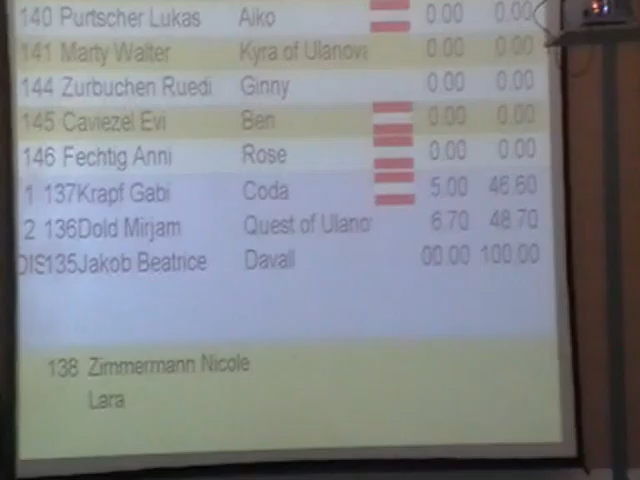 140 Purtscher Lukas Aiko 0.00 0.00
141 Marty Walter Kyra of Ulanova 0.00 0.00
144 Zurbuchen Ruedi Ginny 0.00 0.00
145 Caviezel Evi Ben 0.00 0.00
146 Fechtig Anni Rose 0.00 0.00
1 137Krapf Gabi Coda 5.00 46.60
2 136Dold Mirjam Quest of Ulano 6.70 48.70
DIS135Jakob Beatrice Davall 00.00 100.00
138 Zimmermann Nicole
Lara